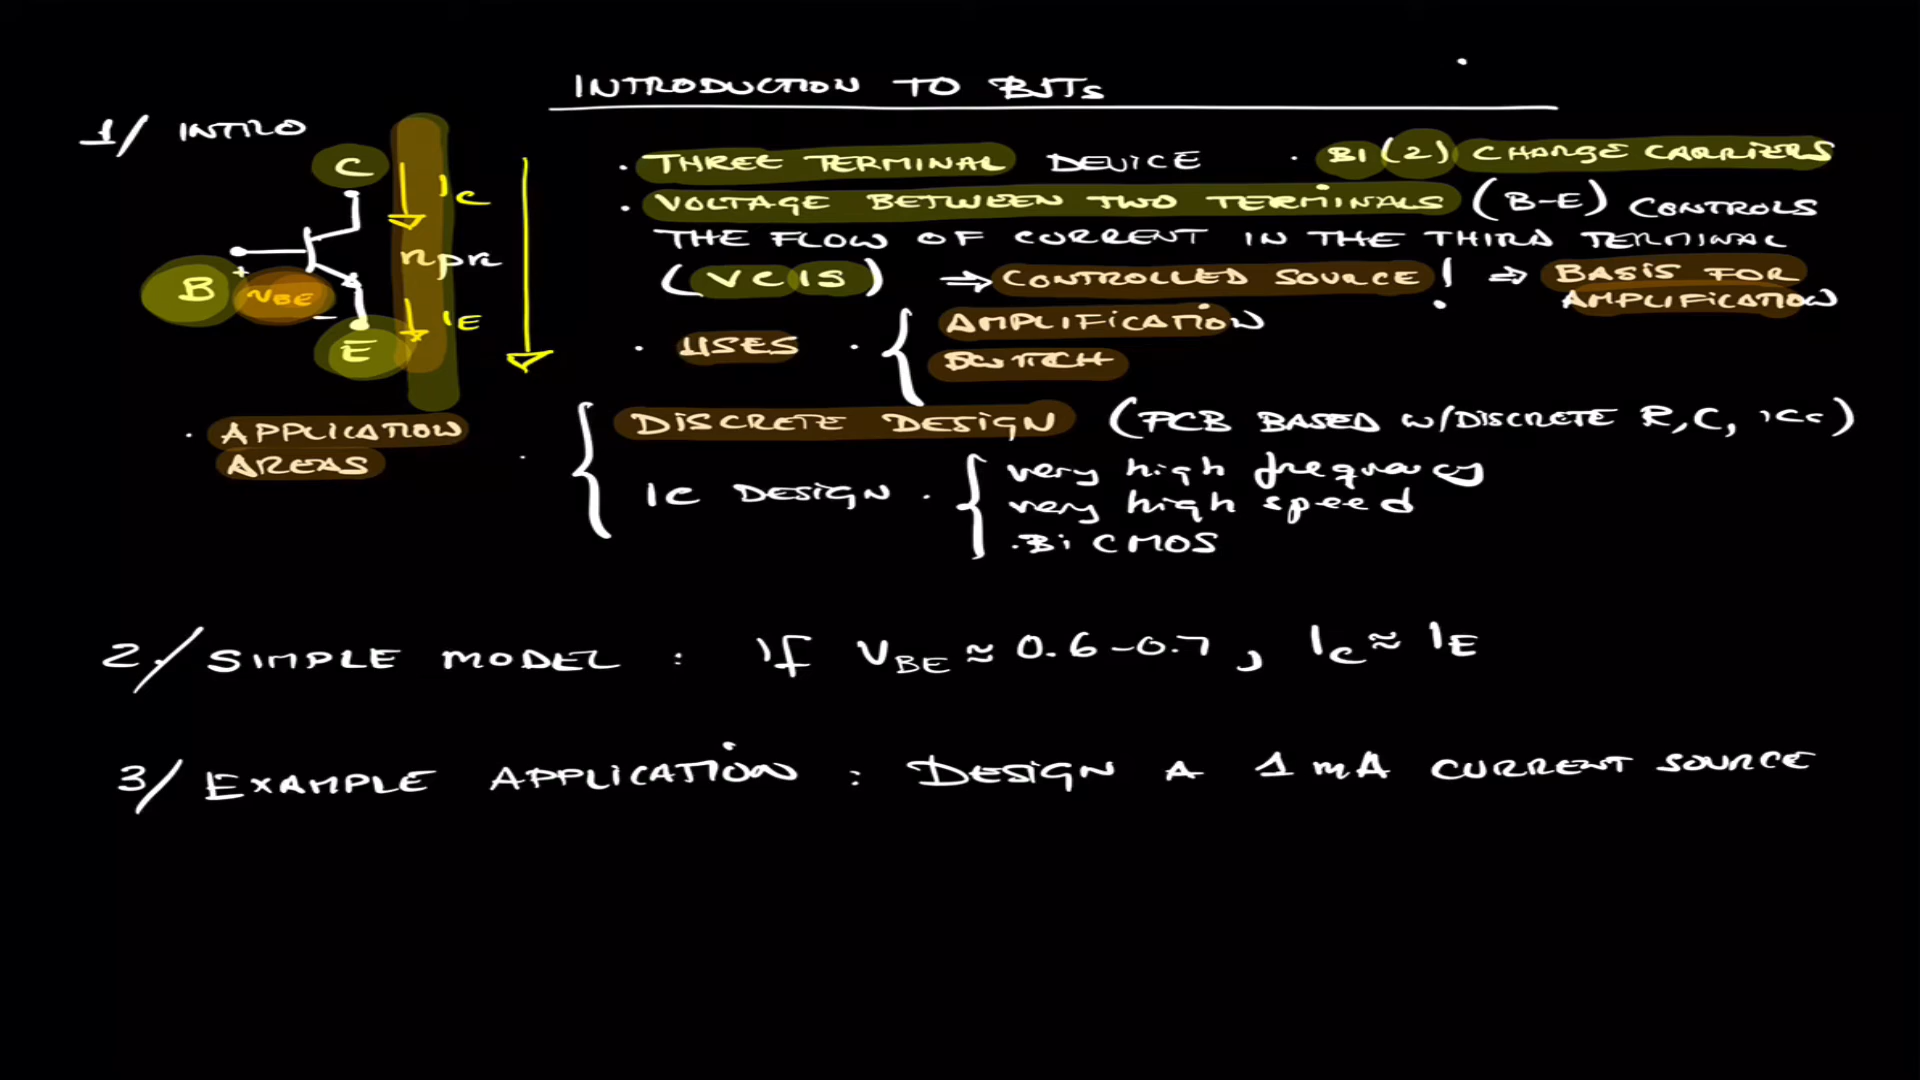 INTRODUCTION TO BJTs
1/ INTRO
C
IC
npn
B
+
VBE
-
IE
E
· THREE TERMINAL DEVICE · BI (2) CHARGE CARRIERS
· VOLTAGE BETWEEN TWO TERMINALS (B-E) CONTROLS
THE FLOW OF CURRENT IN THE THIRD TERMINAL
(VCIS) ⇒ CONTROLLED SOURCE! ⇒ BASIS FOR
AMPLIFICATION
· USES · { AMPLIFICATION
SWITCH
· APPLICATION
AREAS
· { DISCRETE DESIGN (PCB BASED w/DISCRETE R, C, ICs)
IC DESIGN · { very high frequency
very high speed
· Bi CMOS
2/ SIMPLE MODEL : If VBE ≈ 0.6-0.7, IC ≈ IE
3/ EXAMPLE APPLICATION : DESIGN A 1 mA CURRENT SOURCE